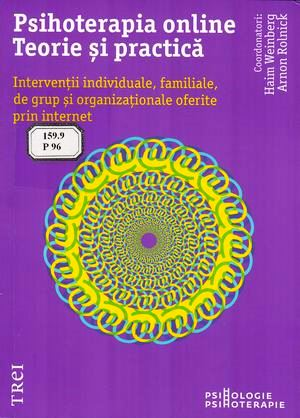 Psihoterapia online
Teorie și practică
Intervenții individuale, familiale,
de grup și organizaționale oferite
prin internet
Coordonatori:
Haim Weinberg
Arnon Rolnick
159.9
P 96
TREI
PSIHOLOGIE
PSIHOTERAPIE